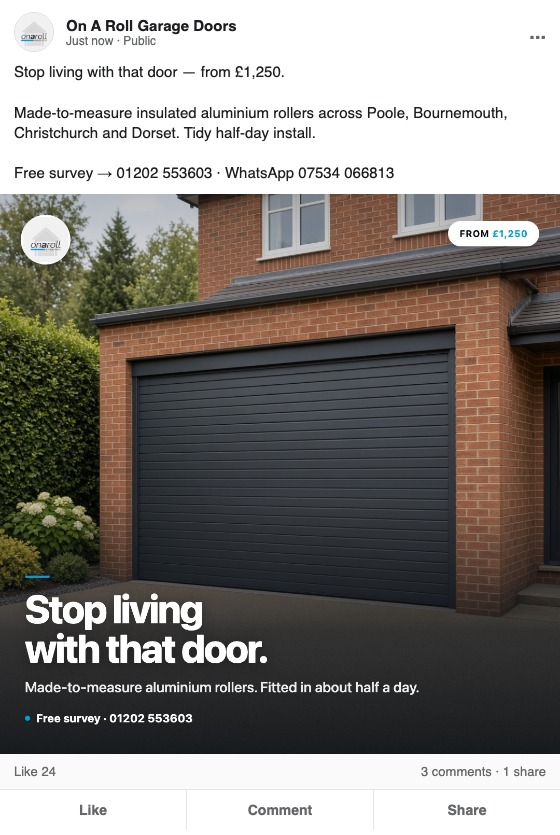 On A Roll Garage Doors
Just now · Public
...
Stop living with that door — from £1,250.
Made-to-measure insulated aluminium rollers across Poole, Bournemouth,
Christchurch and Dorset. Tidy half-day install.
Free survey → 01202 553603 · WhatsApp 07534 066813
onaroll
onaroll
FROM £1,250
Stop living
with that door.
Made-to-measure aluminium rollers. Fitted in about half a day.
Free survey · 01202 553603
Like 24
3 comments · 1 share
Like
Comment
Share